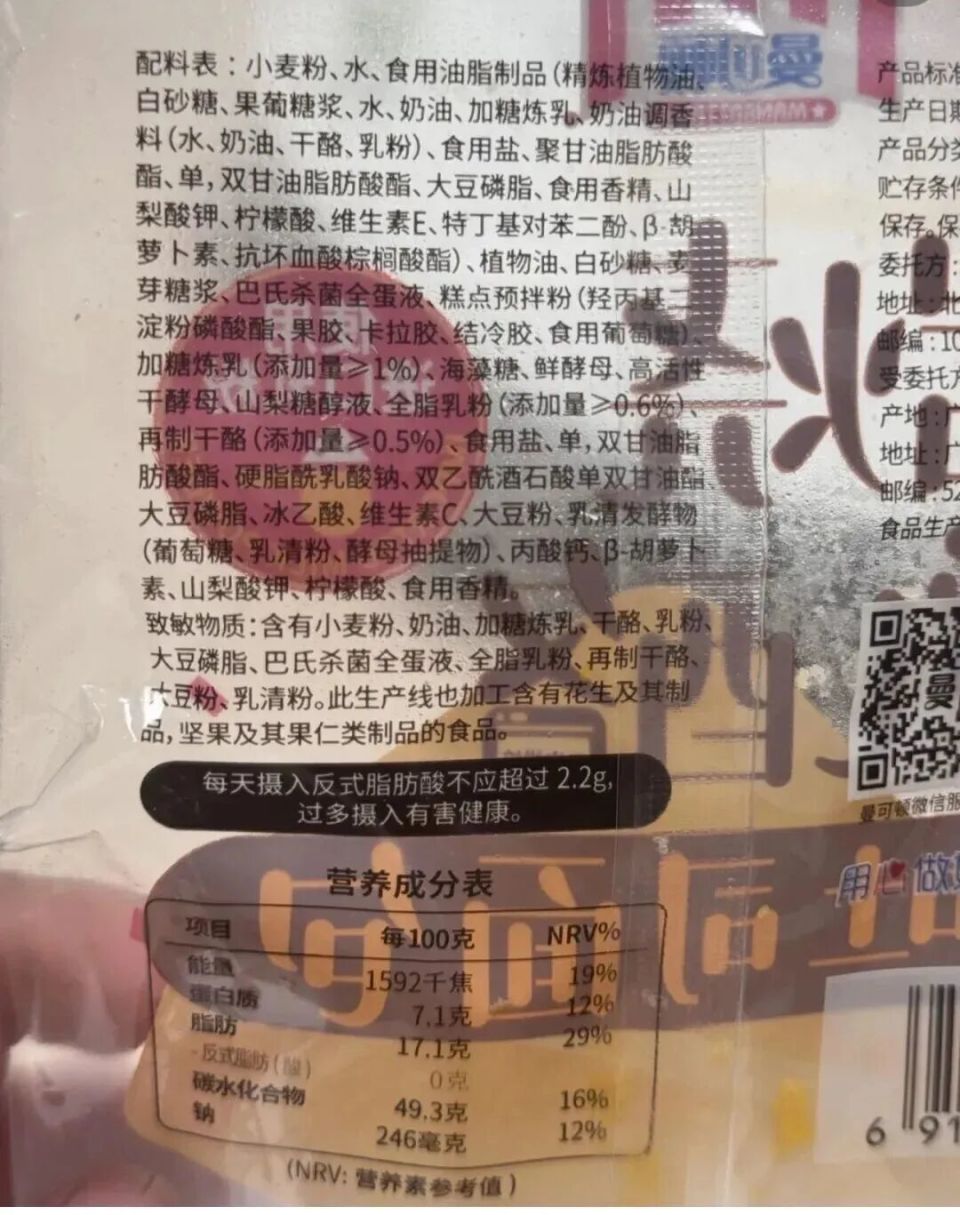 配料表：小麦粉、水、食用油脂制品（精炼植物油、
白砂糖、果葡糖浆、水、奶油、加糖炼乳、奶油调香
料（水、奶油、干酪、乳粉）、食用盐、聚甘油脂肪酸
酯、单，双甘油脂肪酸酯、大豆磷脂、食用香精、山
梨酸钾、柠檬酸、维生素E、特丁基对苯二酚、β-胡
萝卜素、抗坏血酸棕榈酸酯）、植物油、白砂糖、麦
芽糖浆、巴氏杀菌全蛋液、糕点预拌粉（羟丙基二
淀粉磷酸酯、果胶、卡拉胶、结冷胶、食用葡萄糖）、
加糖炼乳（添加量≥1%）、海藻糖、鲜酵母、高活性
干酵母、山梨糖醇液、全脂乳粉（添加量≥0.6%）、
再制干酪（添加量≥0.5%）、食用盐、单，双甘油脂
肪酸酯、硬脂酰乳酸钠、双乙酰酒石酸单双甘油酯、
大豆磷脂、冰乙酸、维生素C、大豆粉、乳清发酵物
（葡萄糖、乳清粉、酵母抽提物）、丙酸钙、β-胡萝卜
素、山梨酸钾、柠檬酸、食用香精。
致敏物质：含有小麦粉、奶油、加糖炼乳、干酪、乳粉、
大豆磷脂、巴氏杀菌全蛋液、全脂乳粉、再制干酪、
大豆粉、乳清粉。此生产线也加工含有花生及其制
品，坚果及其果仁类制品的食品。
每天摄入反式脂肪酸不应超过 2.2g，
过多摄入有害健康。
营养成分表
项目 每100克 NRV%
能量 1592千焦 19%
蛋白质 7.1克 12%
脂肪 17.1克 29%
-反式脂肪（酸） 0克
碳水化合物 49.3克 16%
钠 246毫克 12%
（NRV：营养素参考值）
产品标准
生产日期
产品分类
贮存条件
保存。保
委托方：
地址：北
邮编：10
受委托方
产地：广
地址：广
邮编：52
食品生产
曼
曼可顿微信服
用心 做
6 91